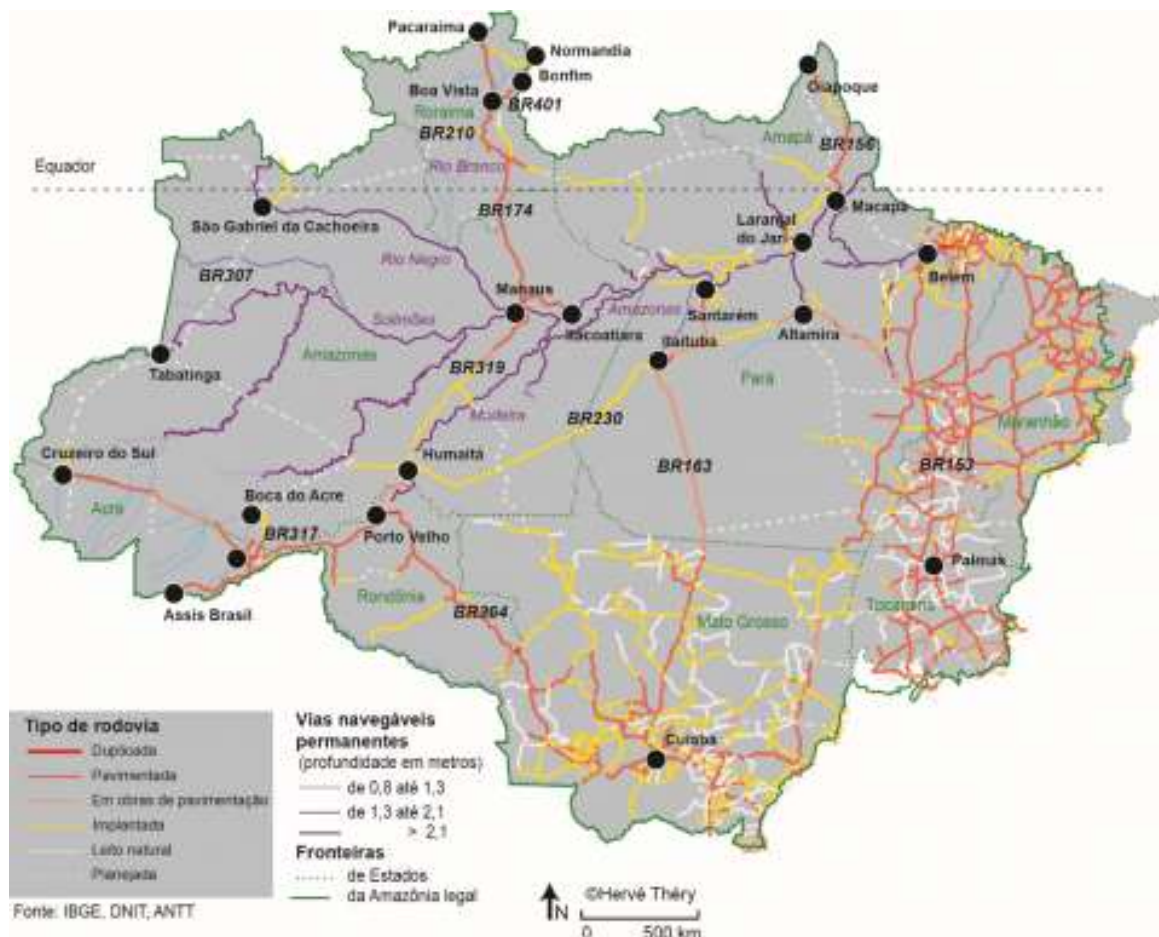 Pacaraima
Normandia
Bonfim
Boa Vista
BR401
Oiapoque
Roraima
BR210
Amapá
BR156
Equador
Rio Branco
São Gabriel da Cachoeira
BR174
Macapá
Laranjal
do Jari
BR307
Rio Negro
Belém
Manaus
Santarém
Solimões
Amazonas
Itacoatiara
Altamira
Itaituba
Amazonas
Tabatinga
BR319
Pará
Madeira
BR230
Maranhão
Cruzeiro do Sul
Humaitá
BR163
BR153
Boca do Acre
Acre
BR317
Porto Velho
Palmas
Assis Brasil
Rondônia
BR364
Mato Grosso
Tocantins
Cuiabá
Tipo de rodovia
Duplicada
Pavimentada
Em obras de pavimentação
Implantada
Leito natural
Planejada
Vias navegáveis
permanentes
(profundidade em metros)
de 0,8 até 1,3
de 1,3 até 2,1
> 2,1
Fronteiras
de Estados
da Amazônia legal
Fonte: IBGE, DNIT, ANTT
N
©Hervé Théry
0 500 km